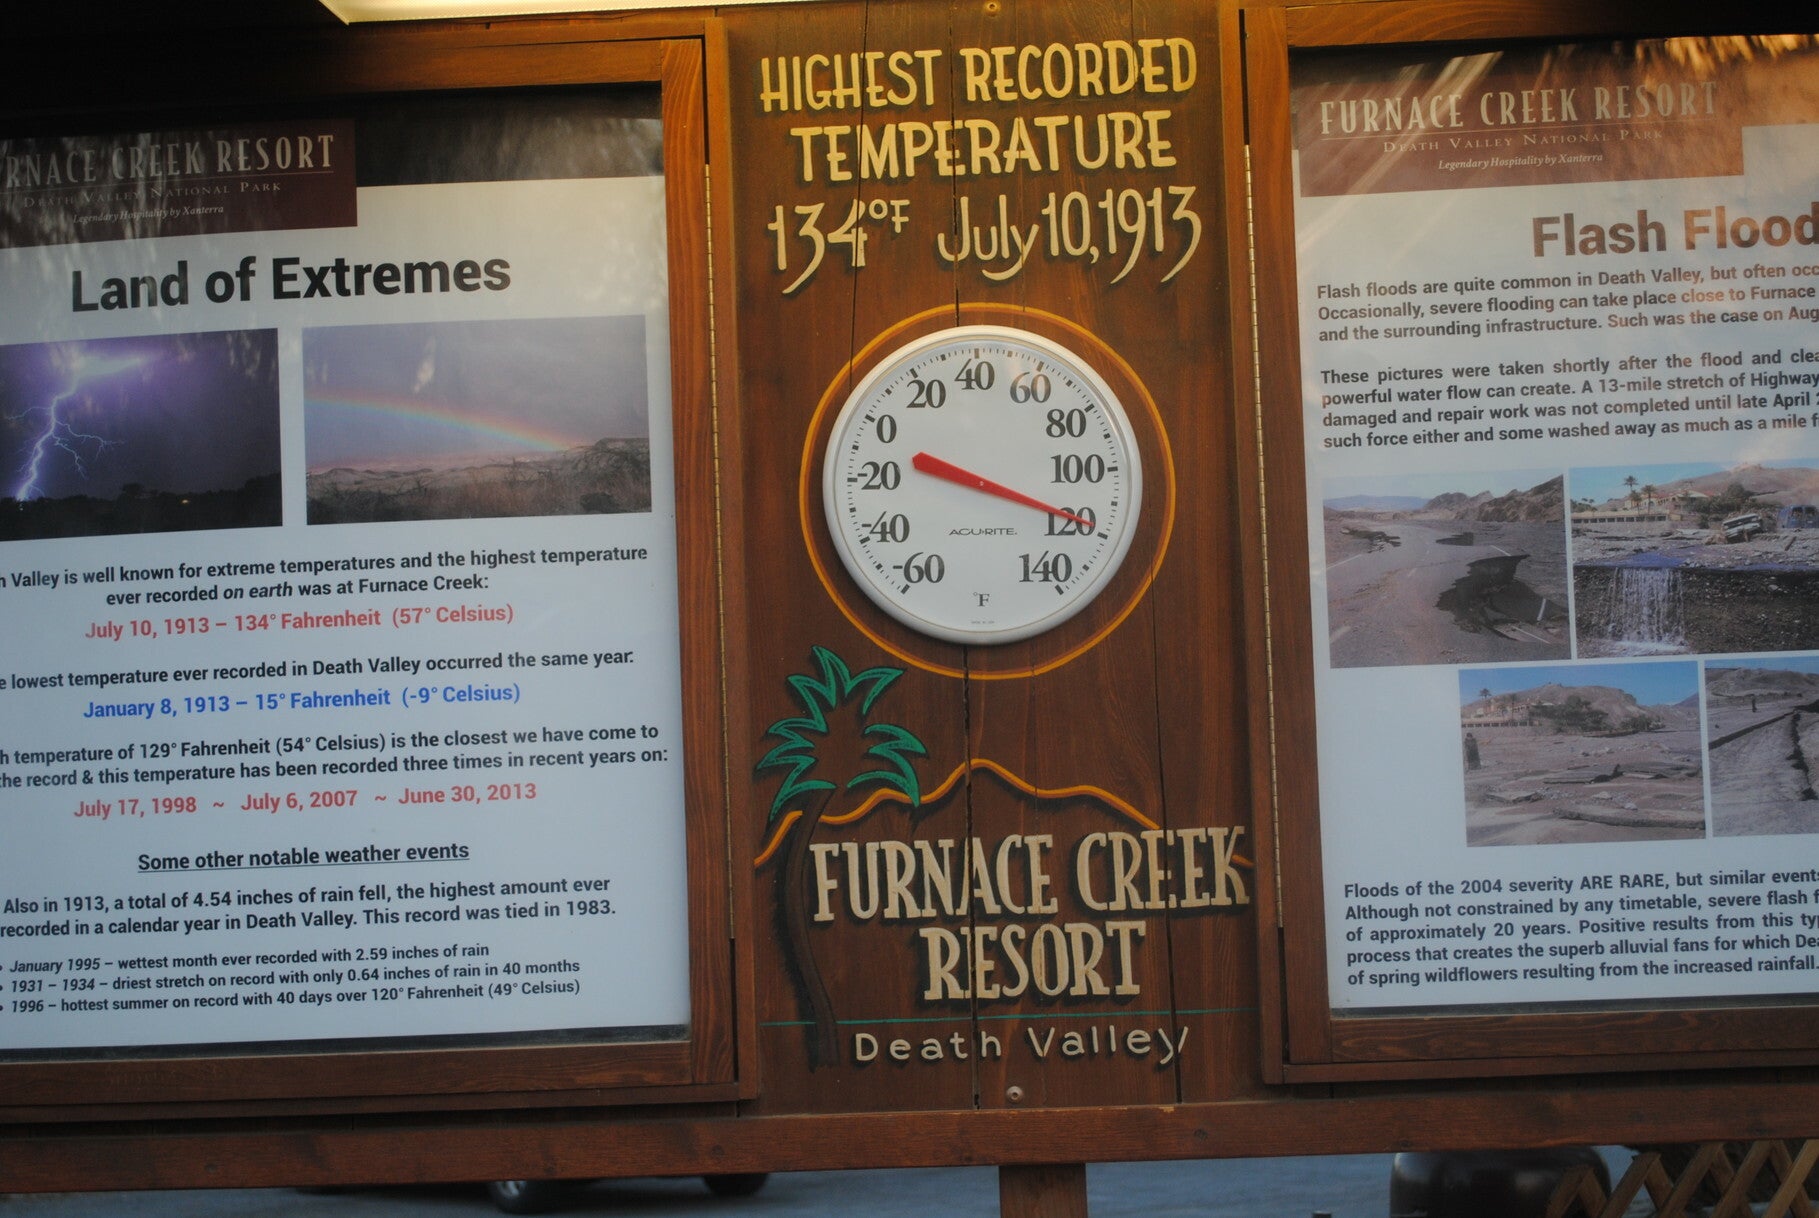 CREEK RESORT
DEATH VALLEY NATIONAL PARK
Legendary Hospitality by Xanterra
Land of Extremes
Valley is well known for extreme temperatures and the highest temperature
ever recorded on earth was at Furnace Creek:
July 10, 1913 – 134° Fahrenheit (57° Celsius)
lowest temperature ever recorded in Death Valley occurred the same year:
January 8, 1913 – 15° Fahrenheit (-9° Celsius)
temperature of 129° Fahrenheit (54° Celsius) is the closest we have come to
the record & this temperature has been recorded three times in recent years on:
July 17, 1998 ~ July 6, 2007 ~ June 30, 2013
Some other notable weather events
Also in 1913, a total of 4.54 inches of rain fell, the highest amount ever
recorded in a calendar year in Death Valley. This record was tied in 1983.
• January 1995 – wettest month ever recorded with 2.59 inches of rain
• 1931 – 1934 – driest stretch on record with only 0.64 inches of rain in 40 months
• 1996 – hottest summer on record with 40 days over 120° Fahrenheit (49° Celsius)
HIGHEST RECORDED
TEMPERATURE
134°F July 10, 1913
-60 -40 -20 0 20 40 60 80 100 120 140
ACU-RITE.
°F
FURNACE CREEK
RESORT
Death Valley
FURNACE CREEK RESORT
DEATH VALLEY NATIONAL PARK
Legendary Hospitality by Xanterra
Flash Flood
Flash floods are quite common in Death Valley, but often
Occasionally, severe flooding can take place close to Furnace
and the surrounding infrastructure. Such was the case on
These pictures were taken shortly after the flood and
powerful water flow can create. A 13-mile stretch of Highway
damaged and repair work was not completed until late April
such force either and some washed away as much as a mile
Floods of the 2004 severity ARE RARE, but similar
Although not constrained by any timetable, severe flash
of approximately 20 years. Positive results from this
process that creates the superb alluvial fans for which
of spring wildflowers resulting from the increased rainfall.